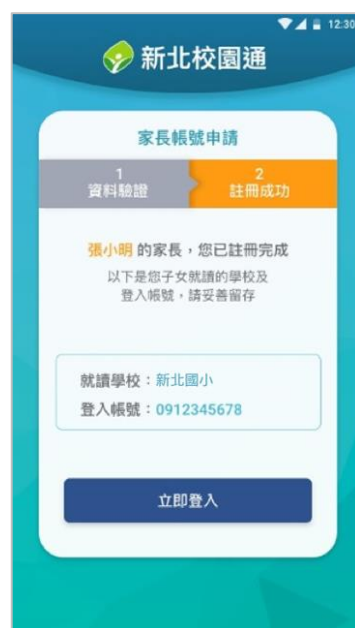 12:30
新北校園通
家長帳號申請
1
資料驗證
2
註冊成功
張小明 的家長，您已註冊完成
以下是您子女就讀的學校及
登入帳號，請妥善留存
就讀學校：新北國小
登入帳號：0912345678
立即登入